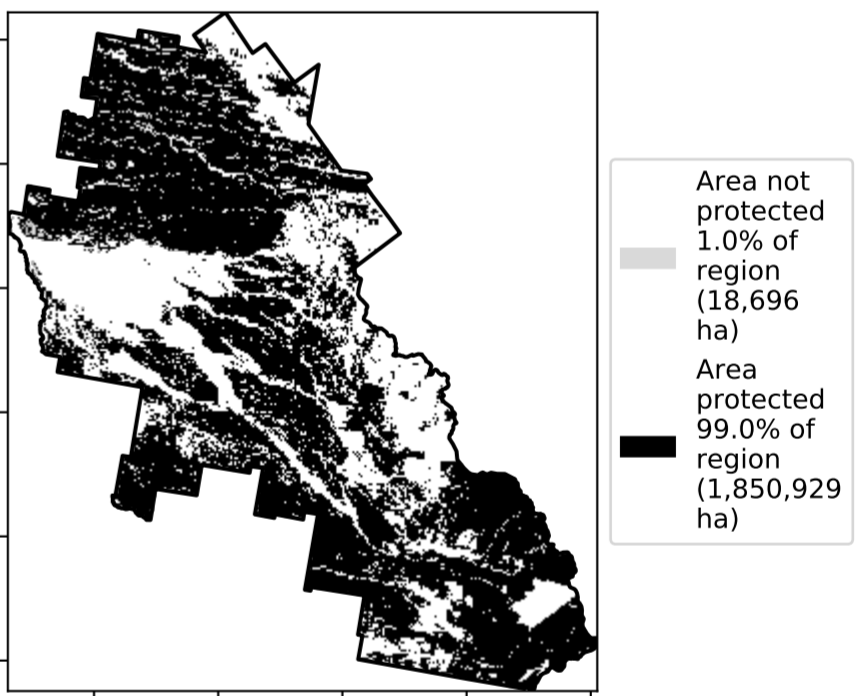 Area not
protected
1.0% of
region
(18,696
ha)
Area
protected
99.0% of
region
(1,850,929
ha)